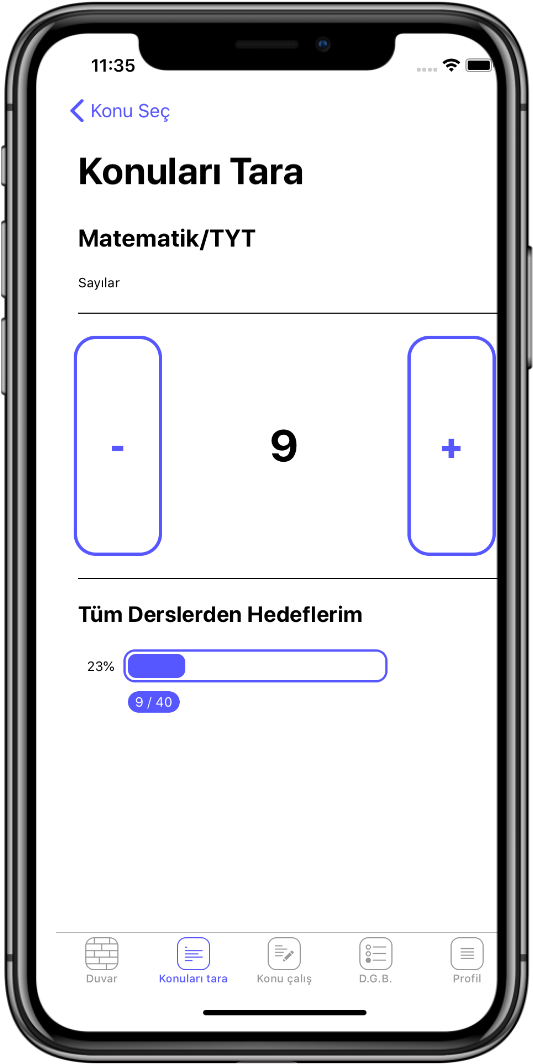 11:35
Konu Seç
Konuları Tara
Matematik/TYT
Sayılar
- 9 +
Tüm Derslerden Hedeflerim
23%
9 / 40
Duvar Konuları tara Konu çalış D.G.B. Profil